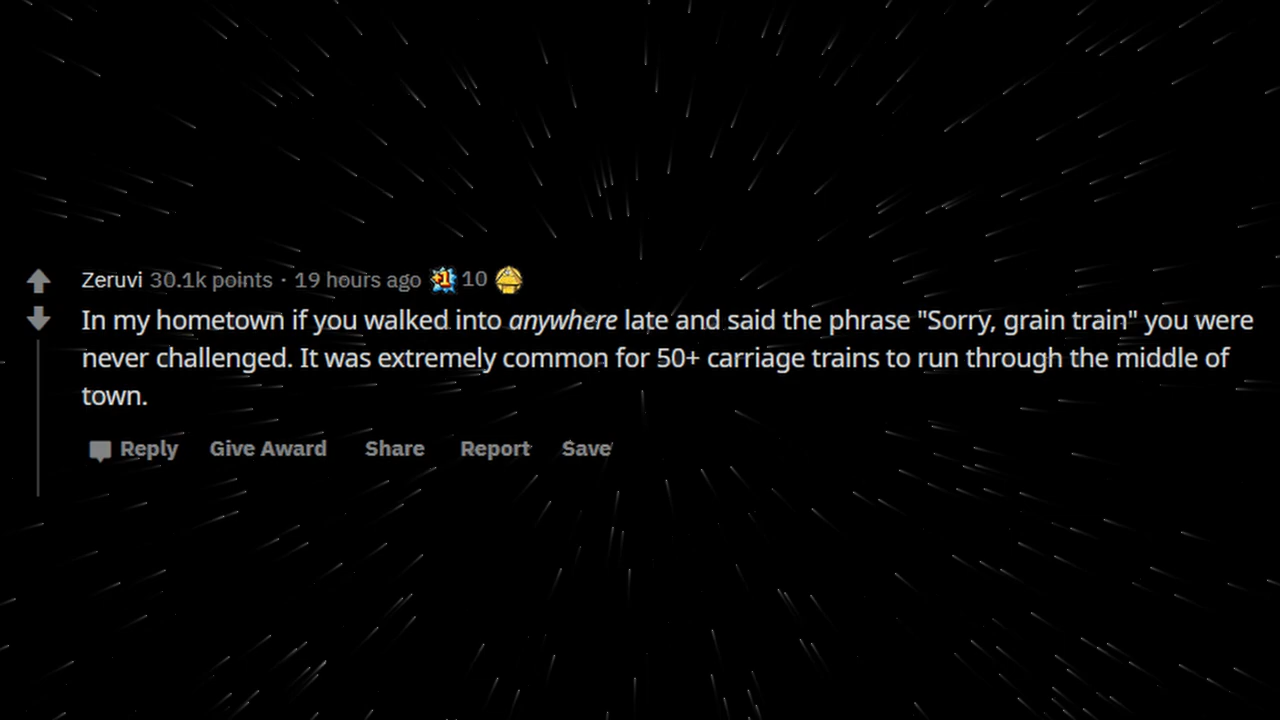 Zeruvi 30.1k points · 19 hours ago +1 10
In my hometown if you walked into anywhere late and said the phrase "Sorry, grain train" you were
never challenged. It was extremely common for 50+ carriage trains to run through the middle of
town.
Reply Give Award Share Report Save